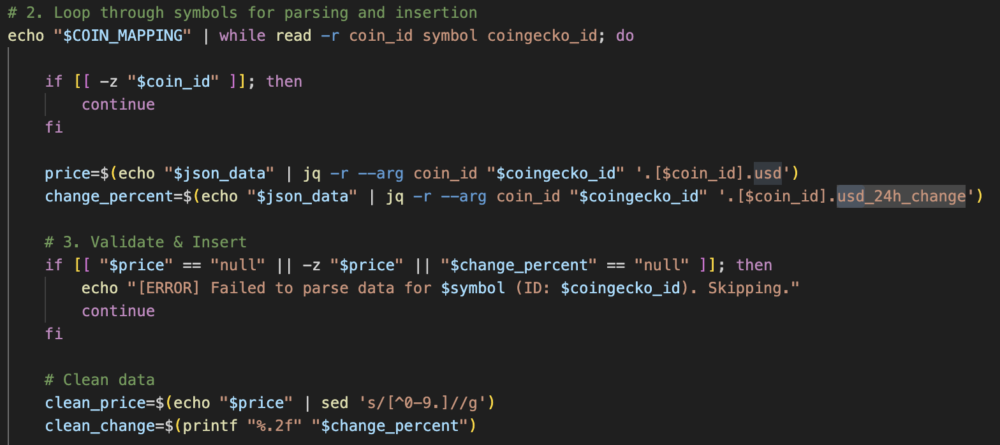 # 2. Loop through symbols for parsing and insertion
echo "$COIN_MAPPING" | while read -r coin_id symbol coingecko_id; do
if [[ -z "$coin_id" ]]; then
continue
fi
price=$(echo "$json_data" | jq -r --arg coin_id "$coingecko_id" '.[$coin_id].usd')
change_percent=$(echo "$json_data" | jq -r --arg coin_id "$coingecko_id" '.[$coin_id].usd_24h_change')
# 3. Validate & Insert
if [[ "$price" == "null" || -z "$price" || "$change_percent" == "null" ]]; then
echo "[ERROR] Failed to parse data for $symbol (ID: $coingecko_id). Skipping."
continue
fi
# Clean data
clean_price=$(echo "$price" | sed 's/[^0-9.]//g')
clean_change=$(printf "%.2f" "$change_percent")